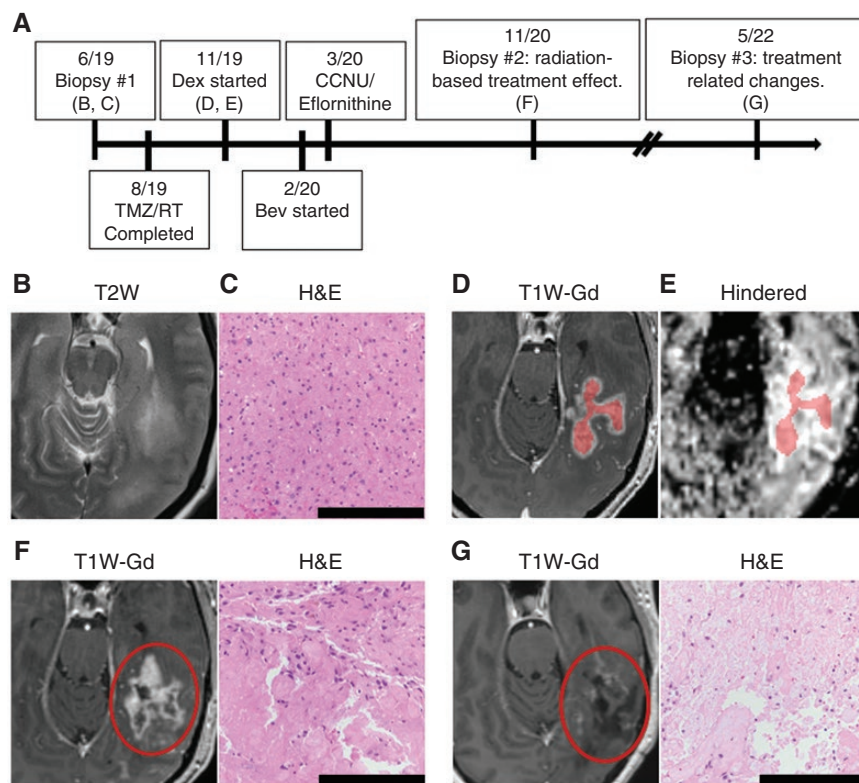 A
6/19
Biopsy #1
(B, C)
11/19
Dex started
(D, E)
3/20
CCNU/
Eflornithine
11/20
Biopsy #2: radiation-
based treatment effect.
(F)
5/22
Biopsy #3: treatment
related changes.
(G)
8/19
TMZ/RT
Completed
2/20
Bev started
B T2W C H&E D T1W-Gd E Hindered
F T1W-Gd H&E G T1W-Gd H&E